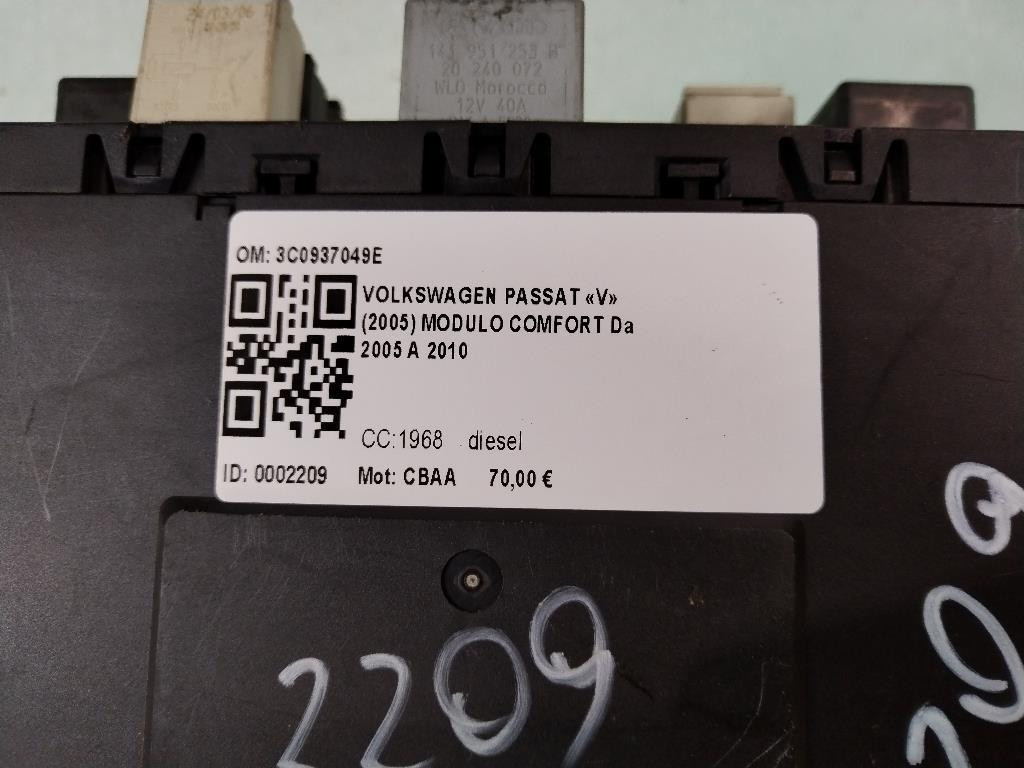 141 951 253 B
20 240 072
WLO Morocco
12V 40A
OM: 3C0937049E
VOLKSWAGEN PASSAT «V»
(2005) MODULO COMFORT Da
2005 A 2010
CC:1968 diesel
ID: 0002209 Mot: CBAA 70,00 €
2209